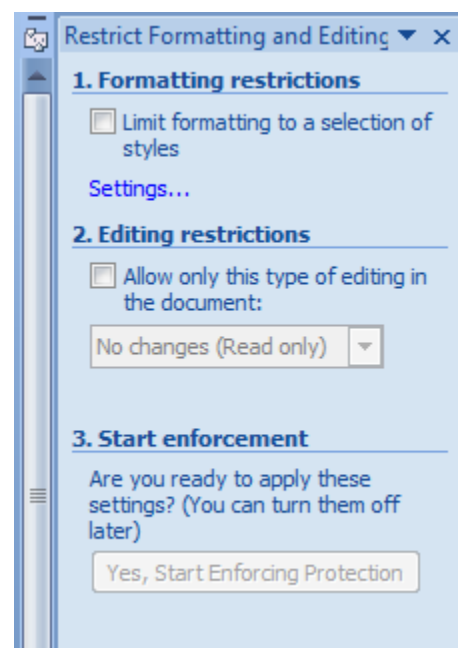 Restrict Formatting and Editing
1. Formatting restrictions
Limit formatting to a selection of
styles
Settings...
2. Editing restrictions
Allow only this type of editing in
the document:
No changes (Read only)
3. Start enforcement
Are you ready to apply these
settings? (You can turn them off
later)
Yes, Start Enforcing Protection